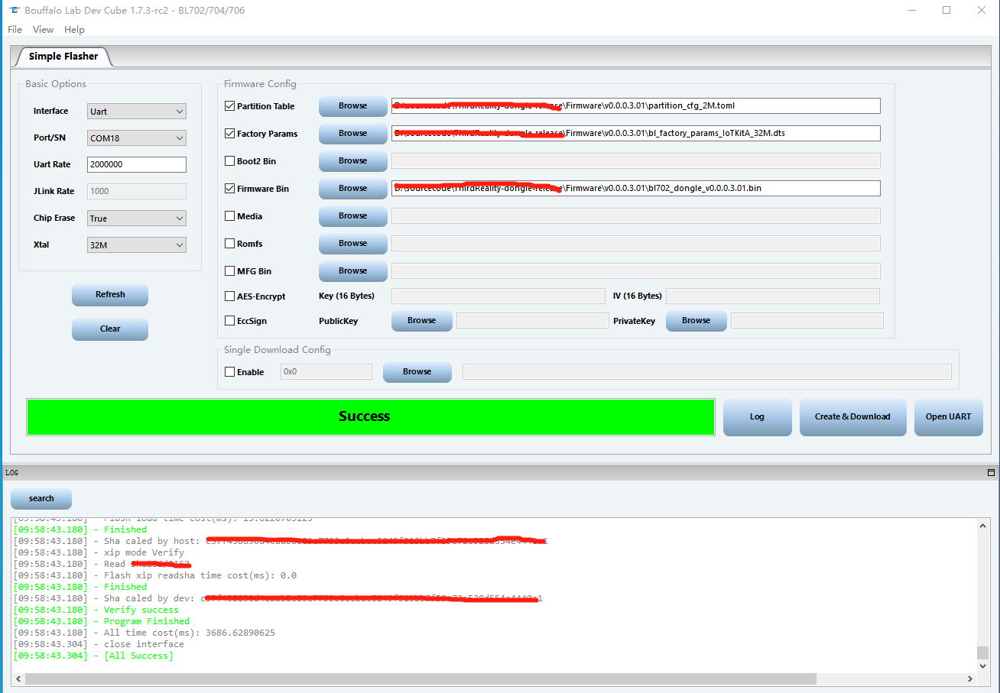 Bouffalo Lab Dev Cube 1.7.3-rc2 - BL702/704/706
File View Help
Simple Flasher
Basic Options
Interface Uart
Port/SN COM18
Uart Rate 2000000
JLink Rate 1000
Chip Erase True
Xtal 32M
Refresh
Clear
Firmware Config
Partition Table Browse \Firmware\v0.0.0.3.01\partition_cfg_2M.toml
Factory Params Browse \Firmware\v0.0.0.3.01\bl_factory_params_IoTKitA_32M.dts
Boot2 Bin Browse
Firmware Bin Browse \Firmware\v0.0.0.3.01\bl702_dongle_v0.0.0.3.01.bin
Media Browse
Romfs Browse
MFG Bin Browse
AES-Encrypt Key (16 Bytes) IV (16 Bytes)
EccSign PublicKey Browse PrivateKey Browse
Single Download Config
Enable 0x0 Browse
Success Log Create & Download Open UART
LOG
search
[09:58:43.180] - Flash load time cost(ms):
[09:58:43.180] - Finished
[09:58:43.180] - Sha caled by host:
[09:58:43.180] - xip mode Verify
[09:58:43.180] - Read
[09:58:43.180] - Flash xip readsha time cost(ms): 0.0
[09:58:43.180] - Finished
[09:58:43.180] - Sha caled by dev:
[09:58:43.180] - Verify success
[09:58:43.180] - Program Finished
[09:58:43.180] - All time cost(ms): 3686.62890625
[09:58:43.304] - close interface
[09:58:43.304] - [All Success]